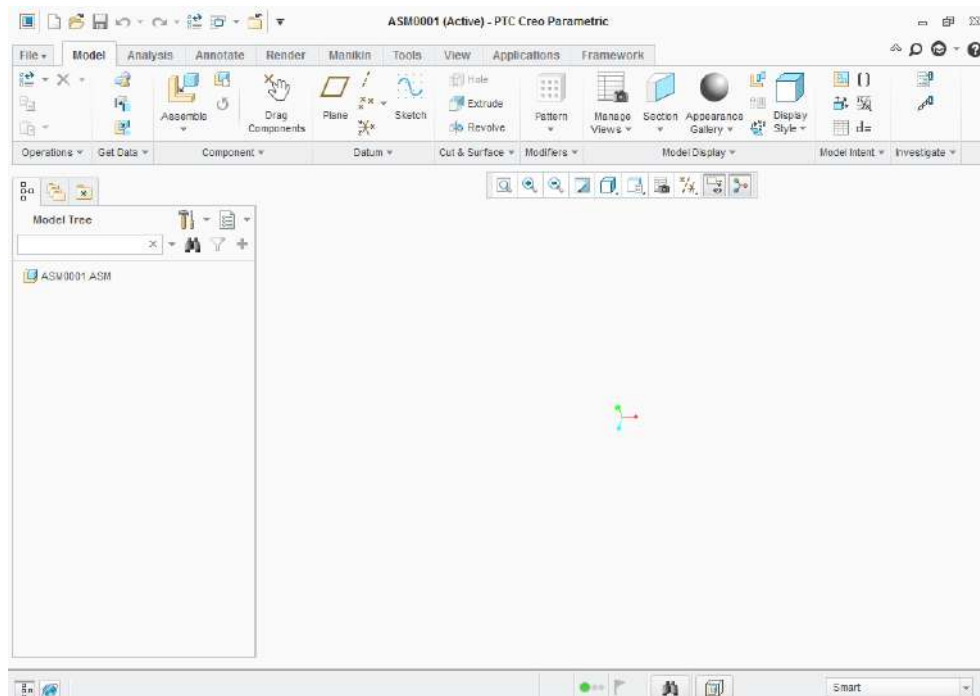 ASM0001 (Active) - PTC Creo Parametric
File Model Analysis Annotate Render Manikin Tools View Applications Framework
Assemble
Drag Components
Plane
Sketch
Hole
Extrude
Revolve
Pattern
Manage Views
Section
Appearance Gallery
Display Style
d=
Operations Get Data Component Datum Cut & Surface Modifiers Model Display Model Intent Investigate
Model Tree
ASM0001.ASM
Smart